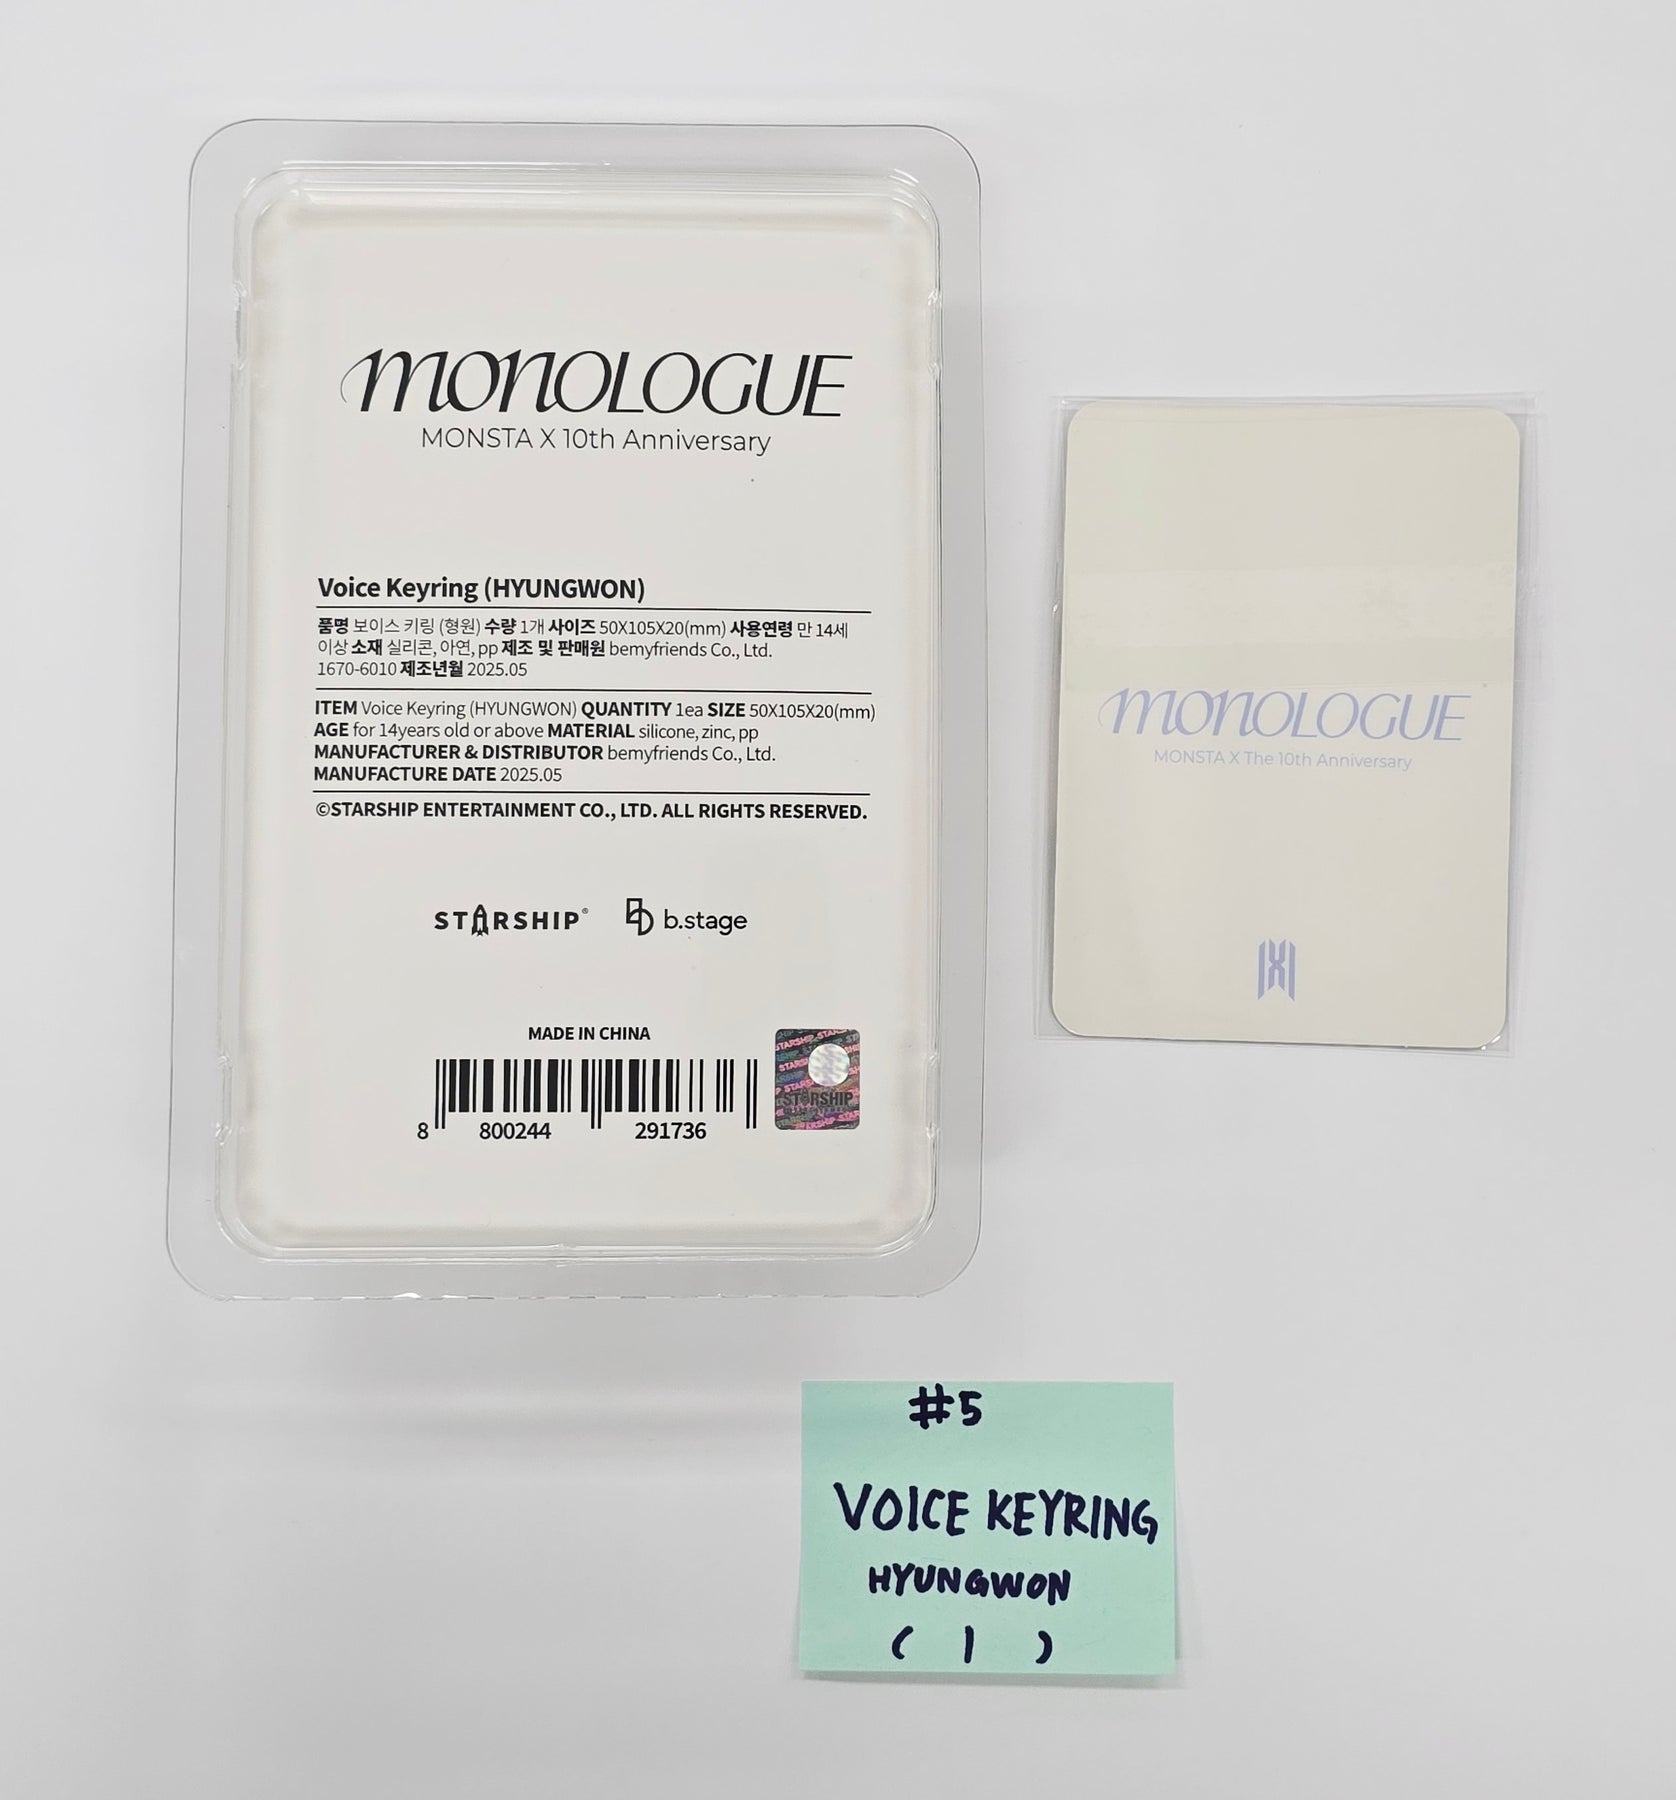 monoLOGUE
MONSTA X 10th Anniversary
Voice Keyring (HYUNGWON)
품명 보이스 키링 (형원) 수량 1개 사이즈 50X105X20(mm) 사용연령 만 14세
이상 소재 실리콘, 아연, pp 제조 및 판매원 bemyfriends Co., Ltd.
1670-6010 제조년월 2025.05
ITEM Voice Keyring (HYUNGWON) QUANTITY 1ea SIZE 50X105X20(mm)
AGE for 14years old or above MATERIAL silicone, zinc, pp
MANUFACTURER & DISTRIBUTOR bemyfriends Co., Ltd.
MANUFACTURE DATE 2025.05
©STARSHIP ENTERTAINMENT CO., LTD. ALL RIGHTS RESERVED.
STARSHIP® b.stage
MADE IN CHINA
8 800244 291736
STARSHIP
monoLOGUE
MONSTA X The 10th Anniversary
#5
VOICE KEYRING
HYUNGWON
( 1 )